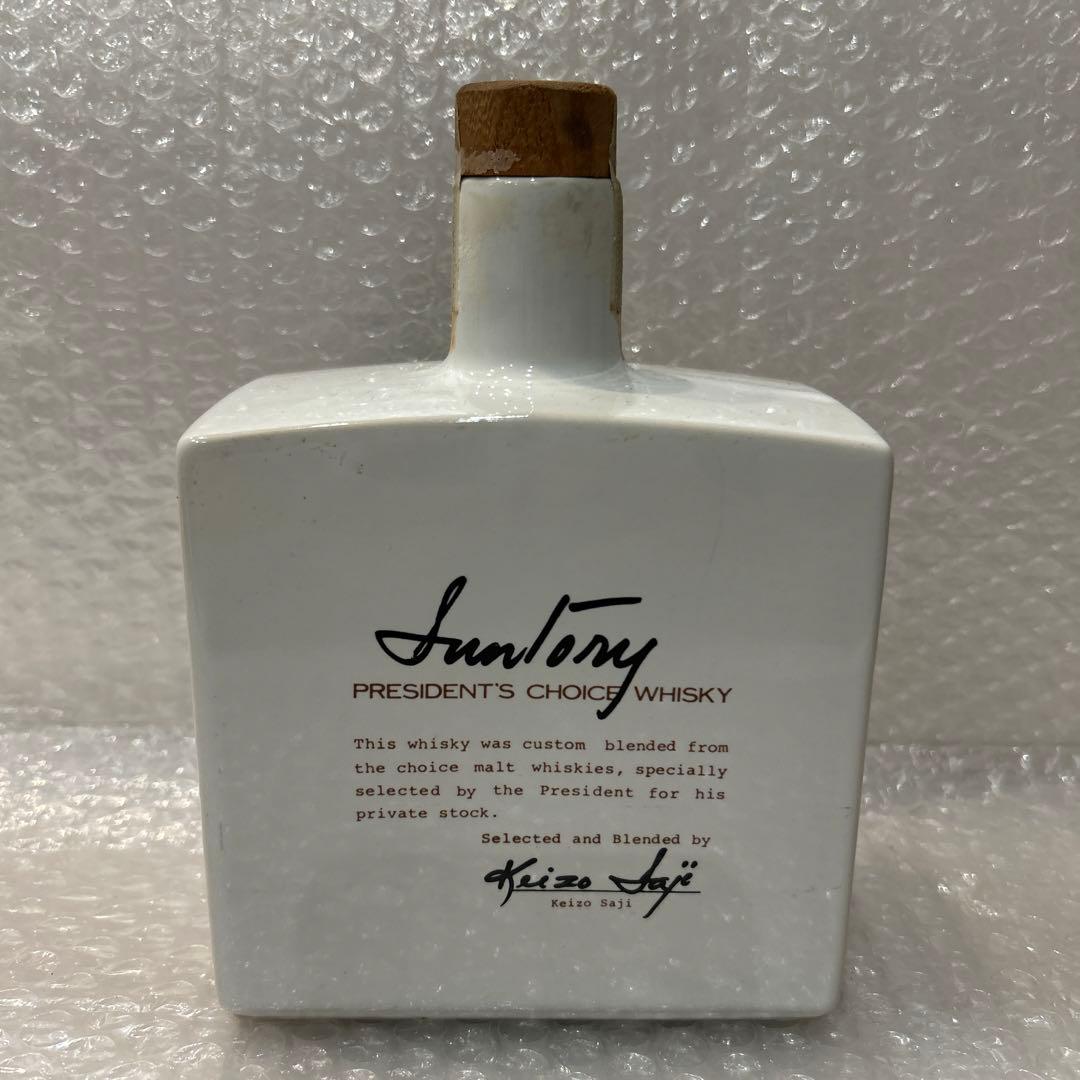 Suntory
PRESIDENT'S CHOICE WHISKY
This whisky was custom blended from
the choice malt whiskies, specially
selected by the President for his
private stock.
Selected and Blended by
Keizo Saji
Keizo Saji